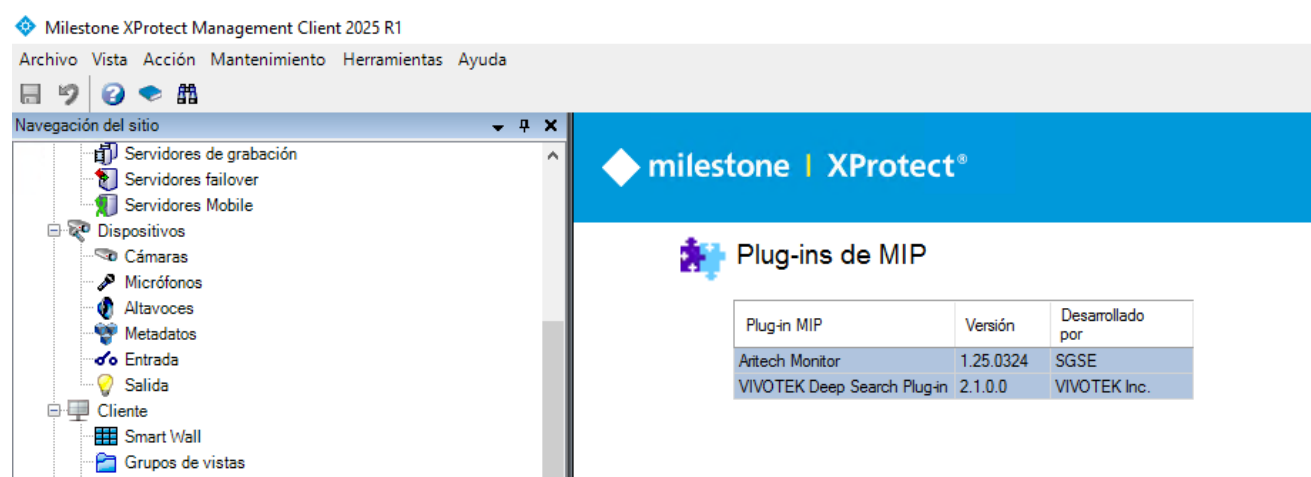 Milestone XProtect Management Client 2025 R1
Archivo Vista Acción Mantenimiento Herramientas Ayuda
Navegación del sitio
Servidores de grabación
Servidores failover
Servidores Mobile
Dispositivos
Cámaras
Micrófonos
Altavoces
Metadatos
Entrada
Salida
Cliente
Smart Wall
Grupos de vistas
milestone | XProtect®
Plug-ins de MIP
Plug-in MIP Versión Desarrollado por
Aritech Monitor 1.25.0324 SGSE
VIVOTEK Deep Search Plug-in 2.1.0.0 VIVOTEK Inc.